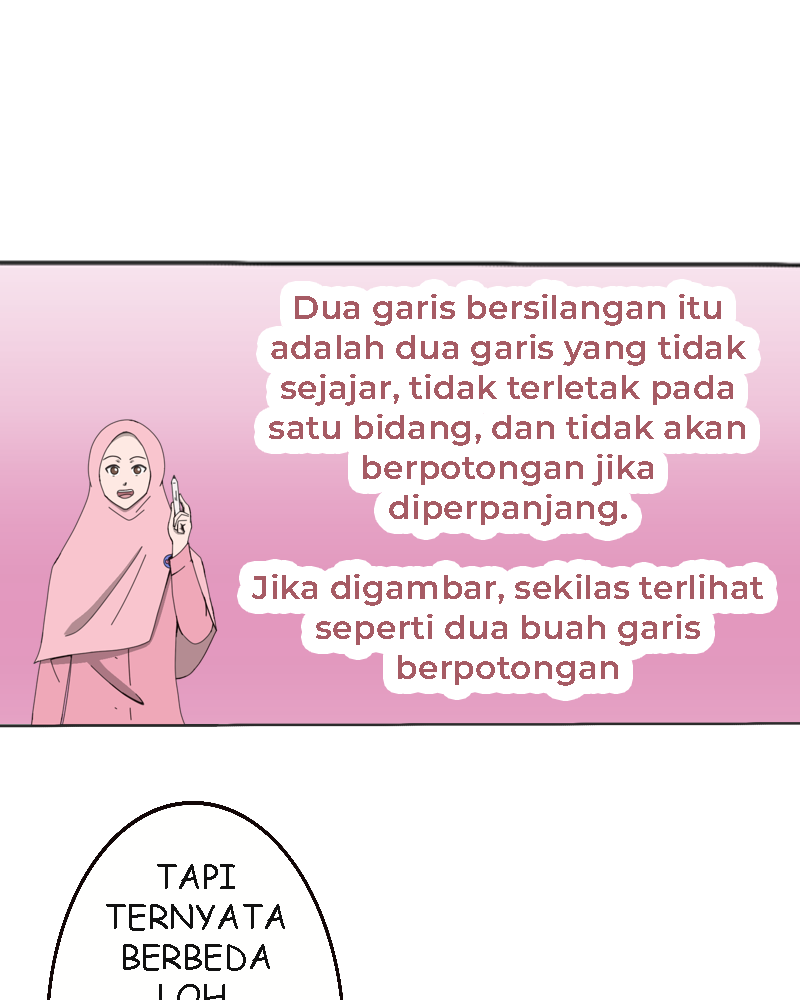 Dua garis bersilangan itu
adalah dua garis yang tidak
sejajar, tidak terletak pada
satu bidang, dan tidak akan
berpotongan jika
diperpanjang.
Jika digambar, sekilas terlihat
seperti dua buah garis
berpotongan
TAPI
TERNYATA
BERBEDA
LOH